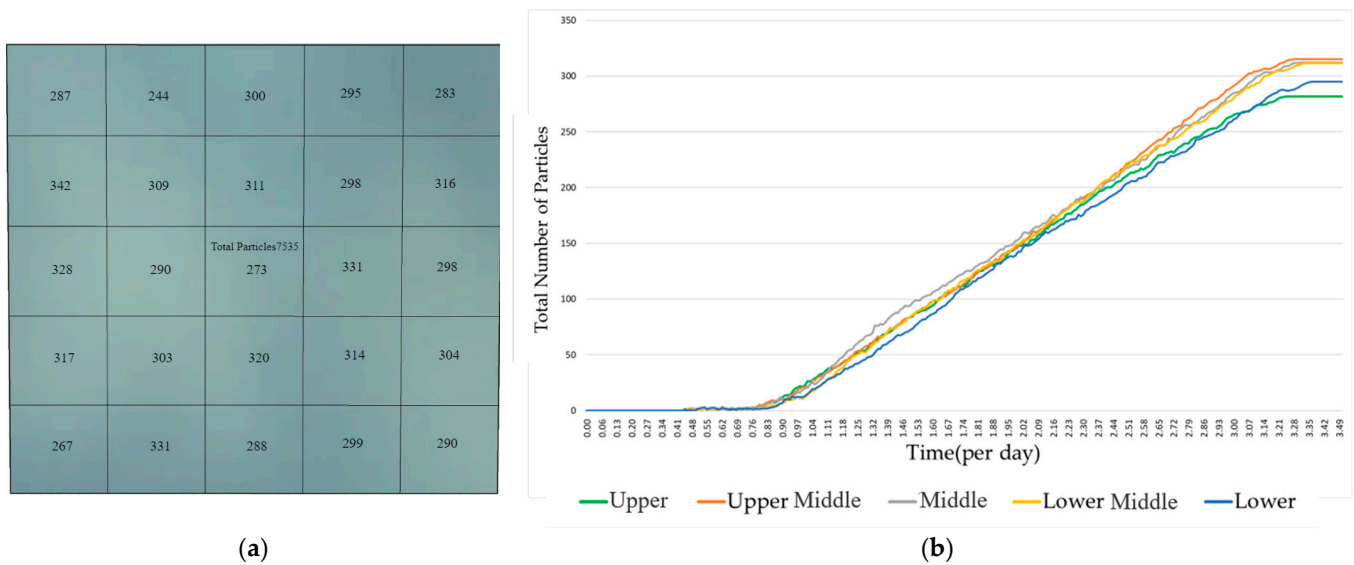 287 244 300 295 283
342 309 311 298 316
Total Particles7535
328 290 273 331 298
317 303 320 314 304
267 331 288 299 290
(a)
Total Number of Particles
350
300
250
200
150
100
50
0
0.00 0.06 0.13 0.20 0.27 0.34 0.41 0.48 0.55 0.62 0.69 0.76 0.83 0.90 0.97 1.04 1.11 1.18 1.25 1.32 1.39 1.46 1.53 1.60 1.67 1.74 1.81 1.88 1.95 2.02 2.09 2.16 2.23 2.30 2.37 2.44 2.51 2.58 2.65 2.72 2.79 2.86 2.93 3.00 3.07 3.14 3.21 3.28 3.35 3.42 3.49
Time(per day)
Upper Upper Middle Middle Lower Middle Lower
(b)